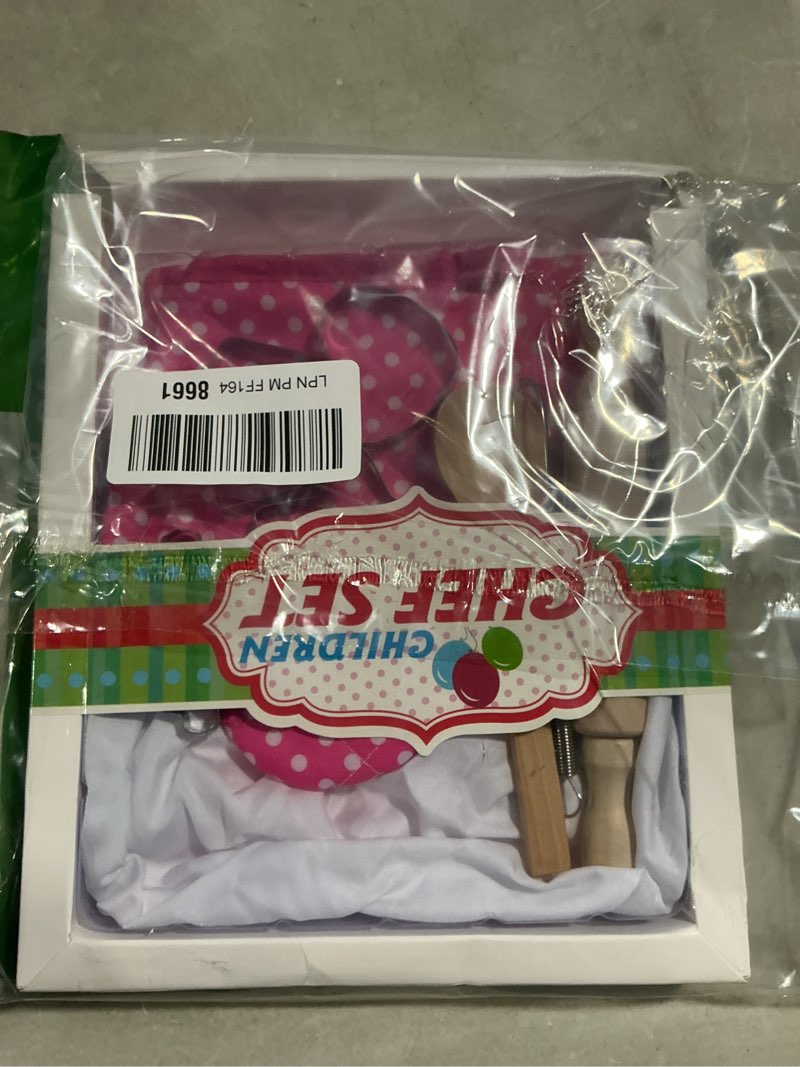 CHILDREN
CHEF SET
LPN PM FF164 8661